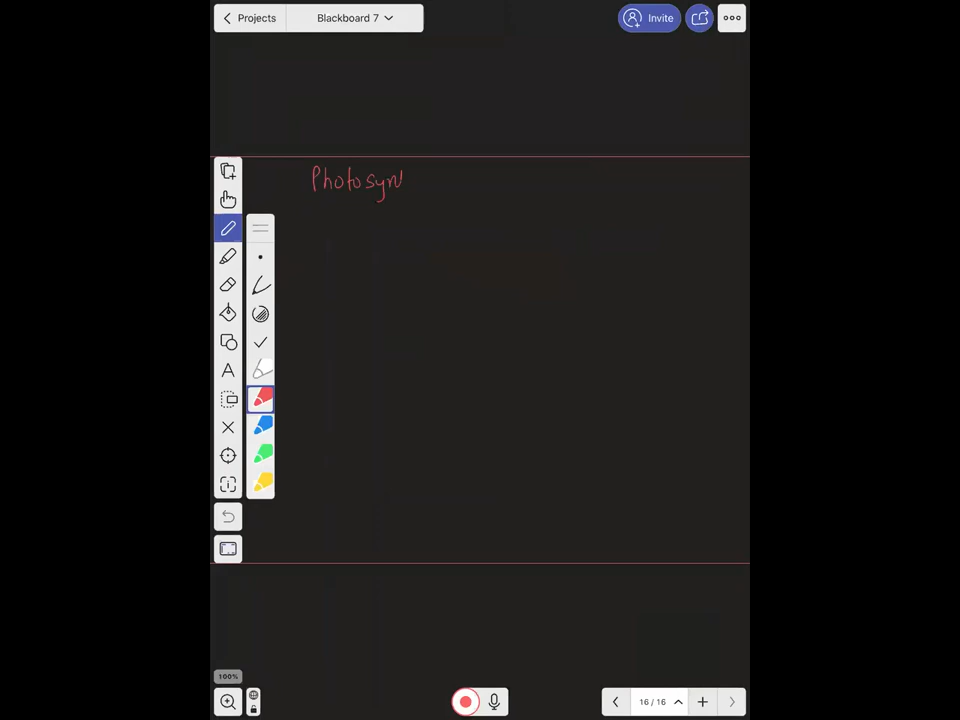 Projects
Blackboard 7
Invite
Photosyn
A
100%
16 / 16